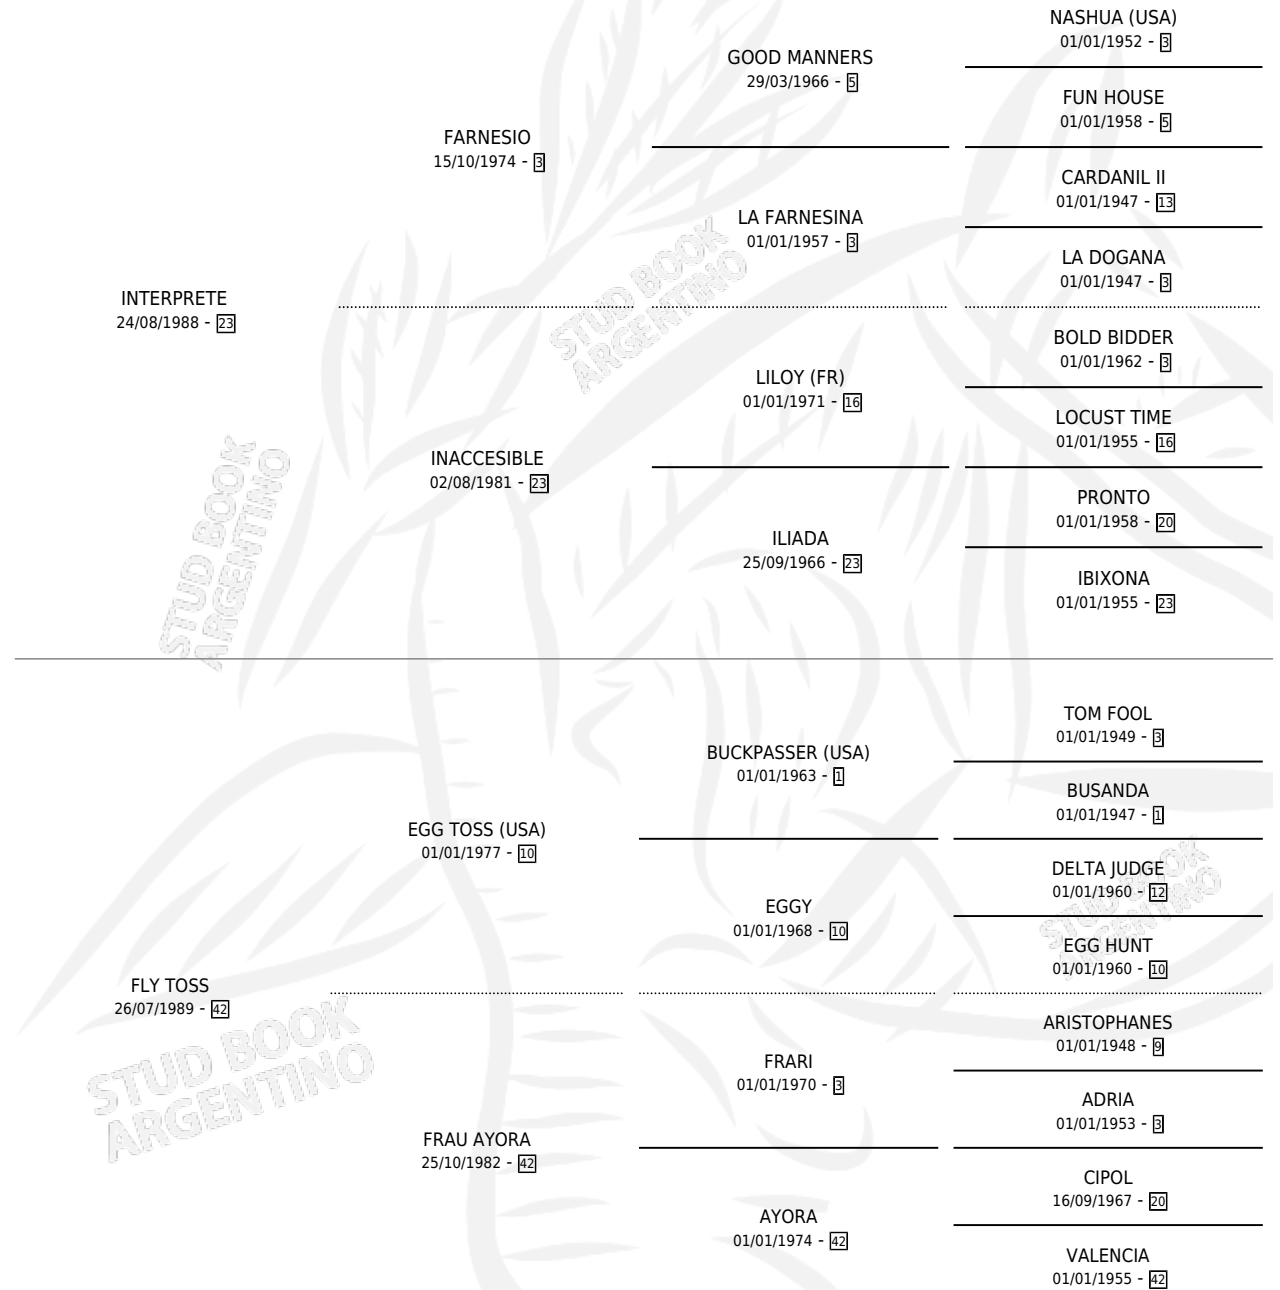 NASHUA (USA)
01/01/1952 - 3
GOOD MANNERS
29/03/1966 - 5
FUN HOUSE
01/01/1958 - 5
FARNESIO
15/10/1974 - 3
CARDANIL II
01/01/1947 - 13
LA FARNESINA
01/01/1957 - 3
LA DOGANA
01/01/1947 - 3
INTERPRETE
24/08/1988 - 23
BOLD BIDDER
01/01/1962 - 3
LILOY (FR)
01/01/1971 - 16
LOCUST TIME
01/01/1955 - 16
INACCESIBLE
02/08/1981 - 23
PRONTO
01/01/1958 - 20
ILIADA
25/09/1966 - 23
IBIXONA
01/01/1955 - 23
STUD BOOK
ARGENTINO
STUD BOOK
ARGENTINO
TOM FOOL
01/01/1949 - 3
BUCKPASSER (USA)
01/01/1963 - 1
BUSANDA
01/01/1947 - 1
EGG TOSS (USA)
01/01/1977 - 10
DELTA JUDGE
01/01/1960 - 12
EGGY
01/01/1968 - 10
EGG HUNT
01/01/1960 - 10
FLY TOSS
26/07/1989 - 42
ARISTOPHANES
01/01/1948 - 9
FRARI
01/01/1970 - 3
ADRIA
01/01/1953 - 3
FRAU AYORA
25/10/1982 - 42
CIPOL
16/09/1967 - 20
AYORA
01/01/1974 - 42
VALENCIA
01/01/1955 - 42
STUD BOOK
ARGENTINO
STUD BOOK
ARGENTINO